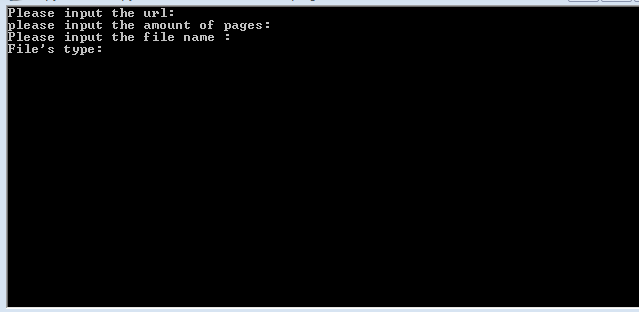 Please input the url:
please input the amount of pages:
Please input the file name :
File's type: